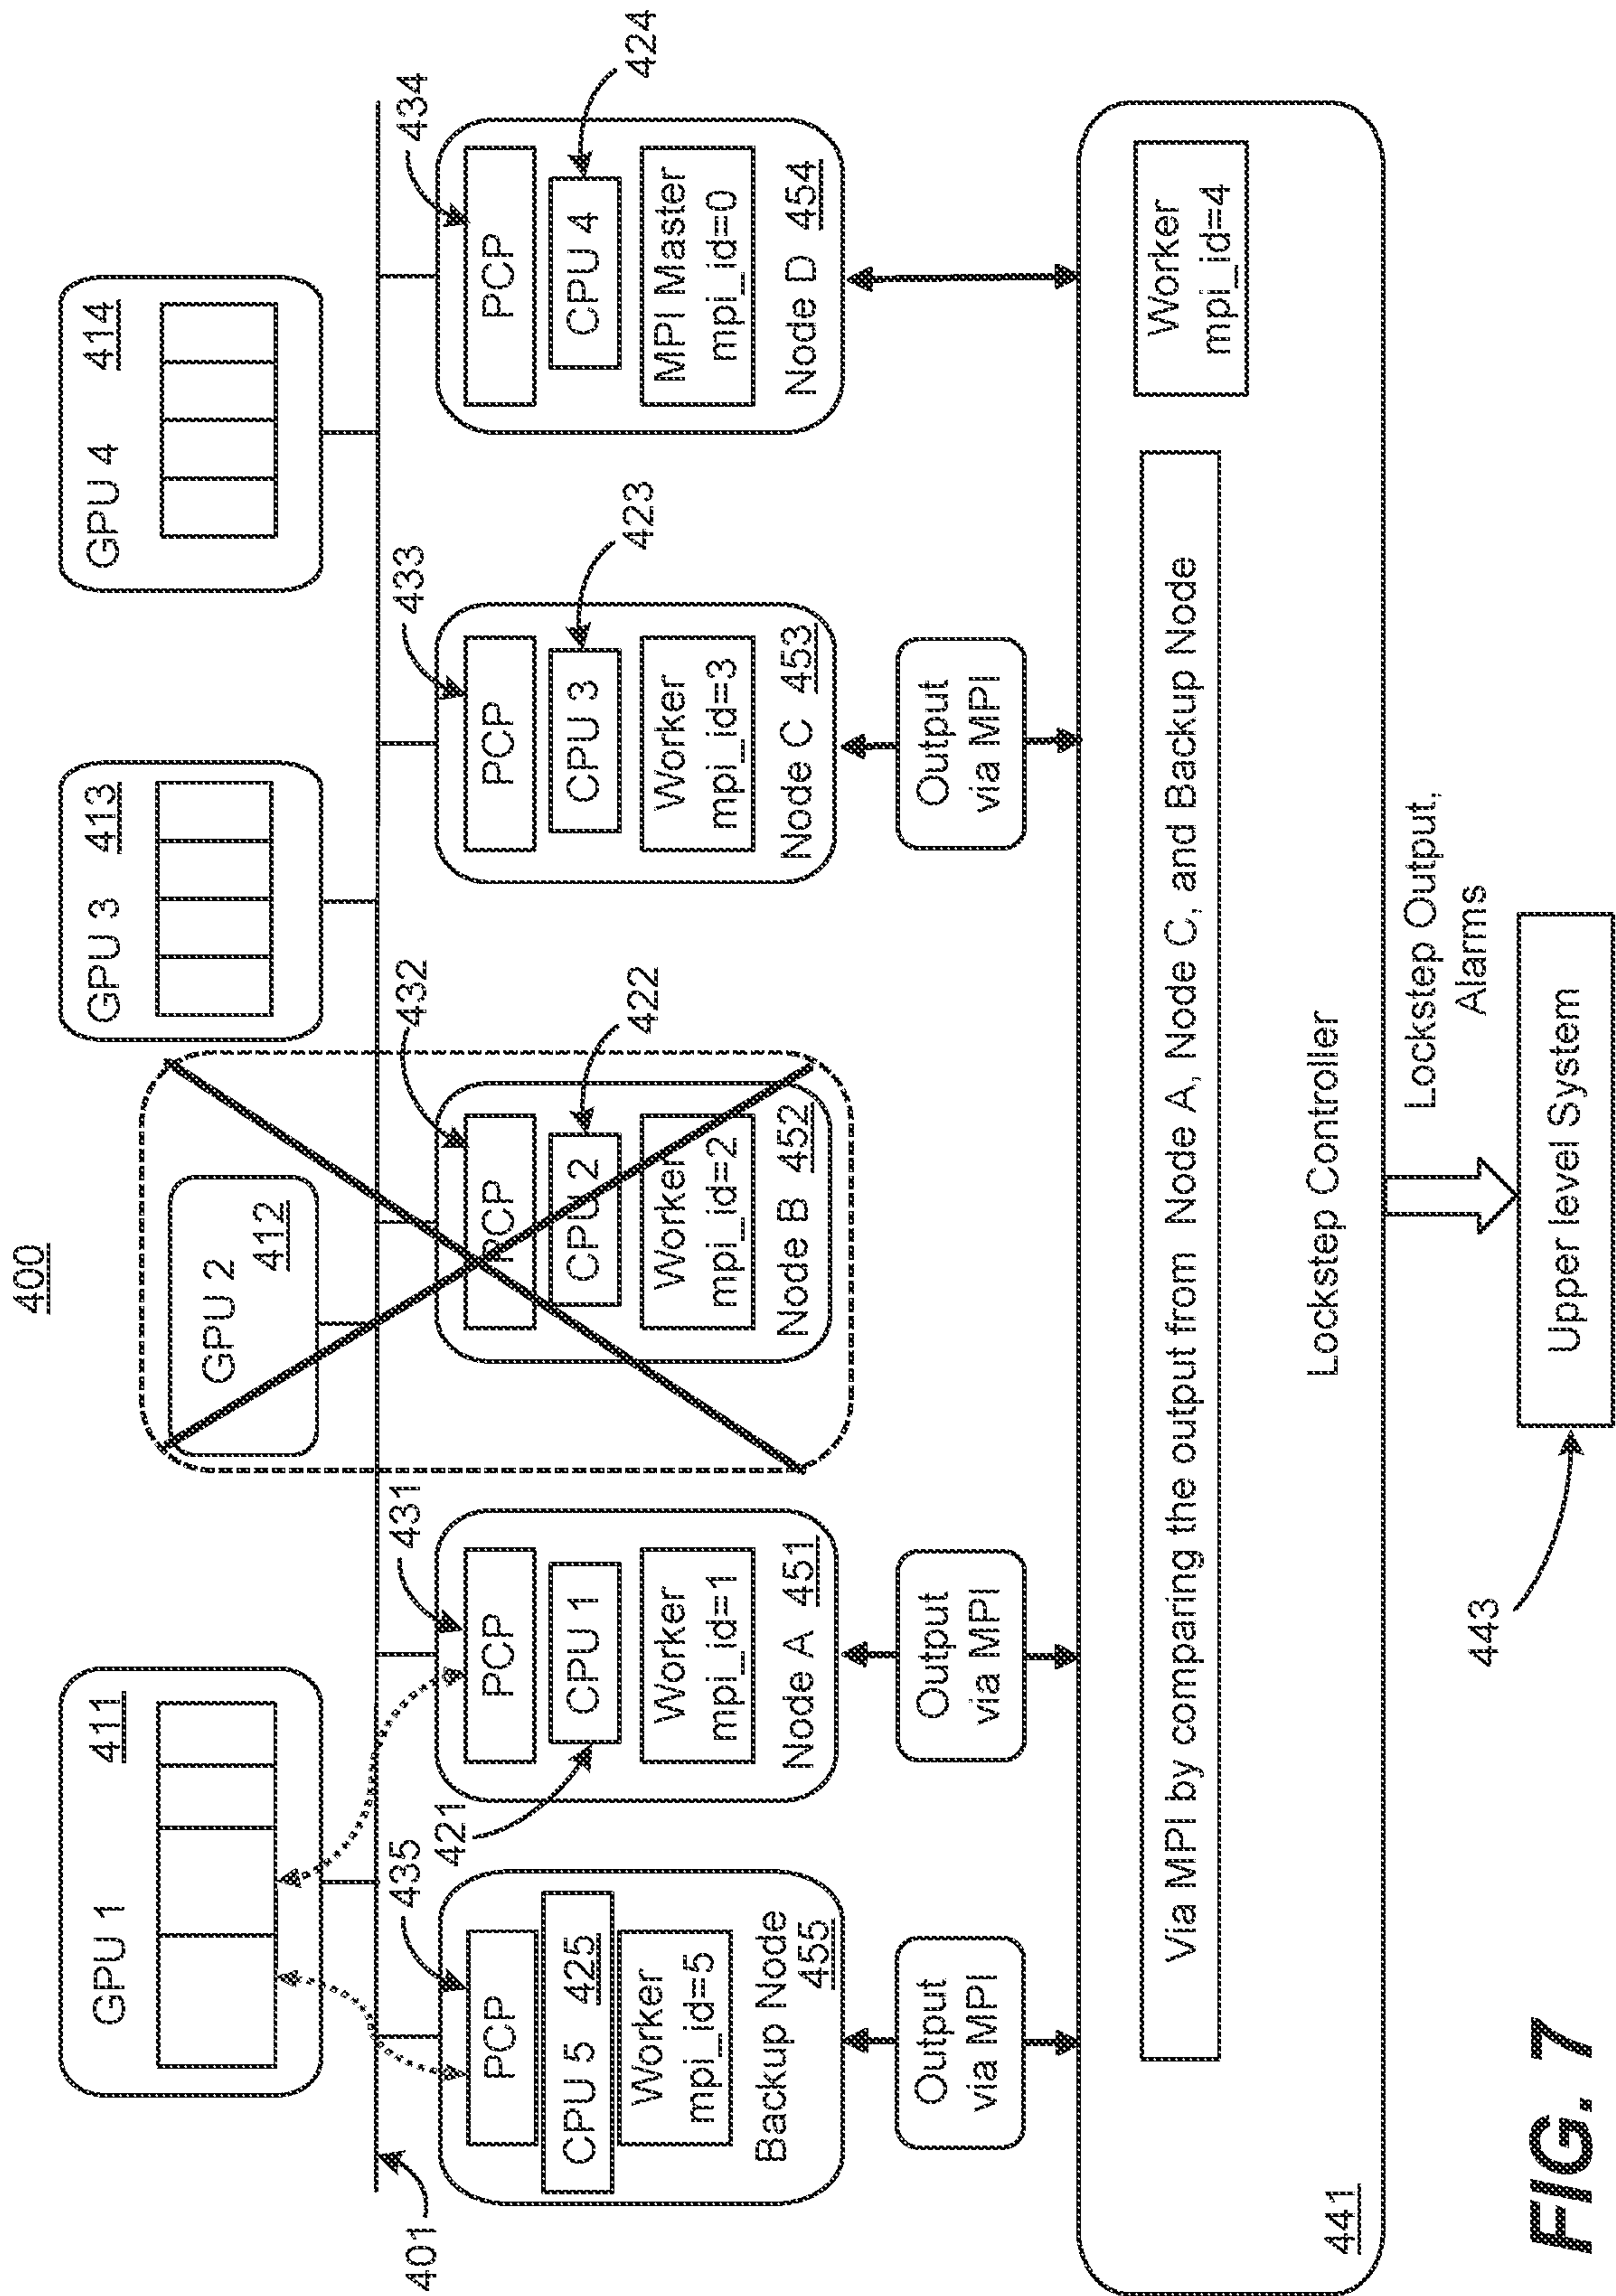 400
GPU 1
411
GPU 2
412
GPU 3
413
GPU 4
414
401
435
PCP
CPU 5 425
Worker
mpi_id=5
Backup Node
455
421
431
PCP
CPU 1
Worker
mpi_id=1
Node A 451
432
PCP
CPU 2
422
Worker
mpi_id=2
Node B 452
433
PCP
CPU 3
423
Worker
mpi_id=3
Node C 453
434
PCP
CPU 4
424
MPI Master
mpi_id=0
Node D 454
Output
via MPI
Output
via MPI
Output
via MPI
Via MPI by comparing the output from Node A, Node C, and Backup Node
Worker
mpi_id=4
Lockstep Controller
441
Lockstep Output,
Alarms
443
Upper level System
FIG. 7